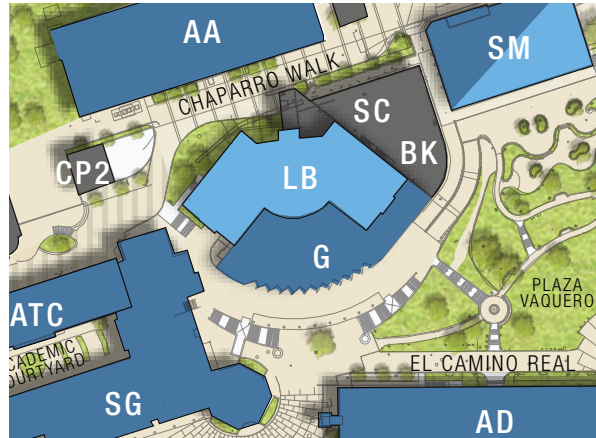 AA
SM
CHAPARRO WALK
SC
BK
CP2
LB
G
PLAZA
VAQUERO
ATC
EL CAMINO REAL
SG
AD